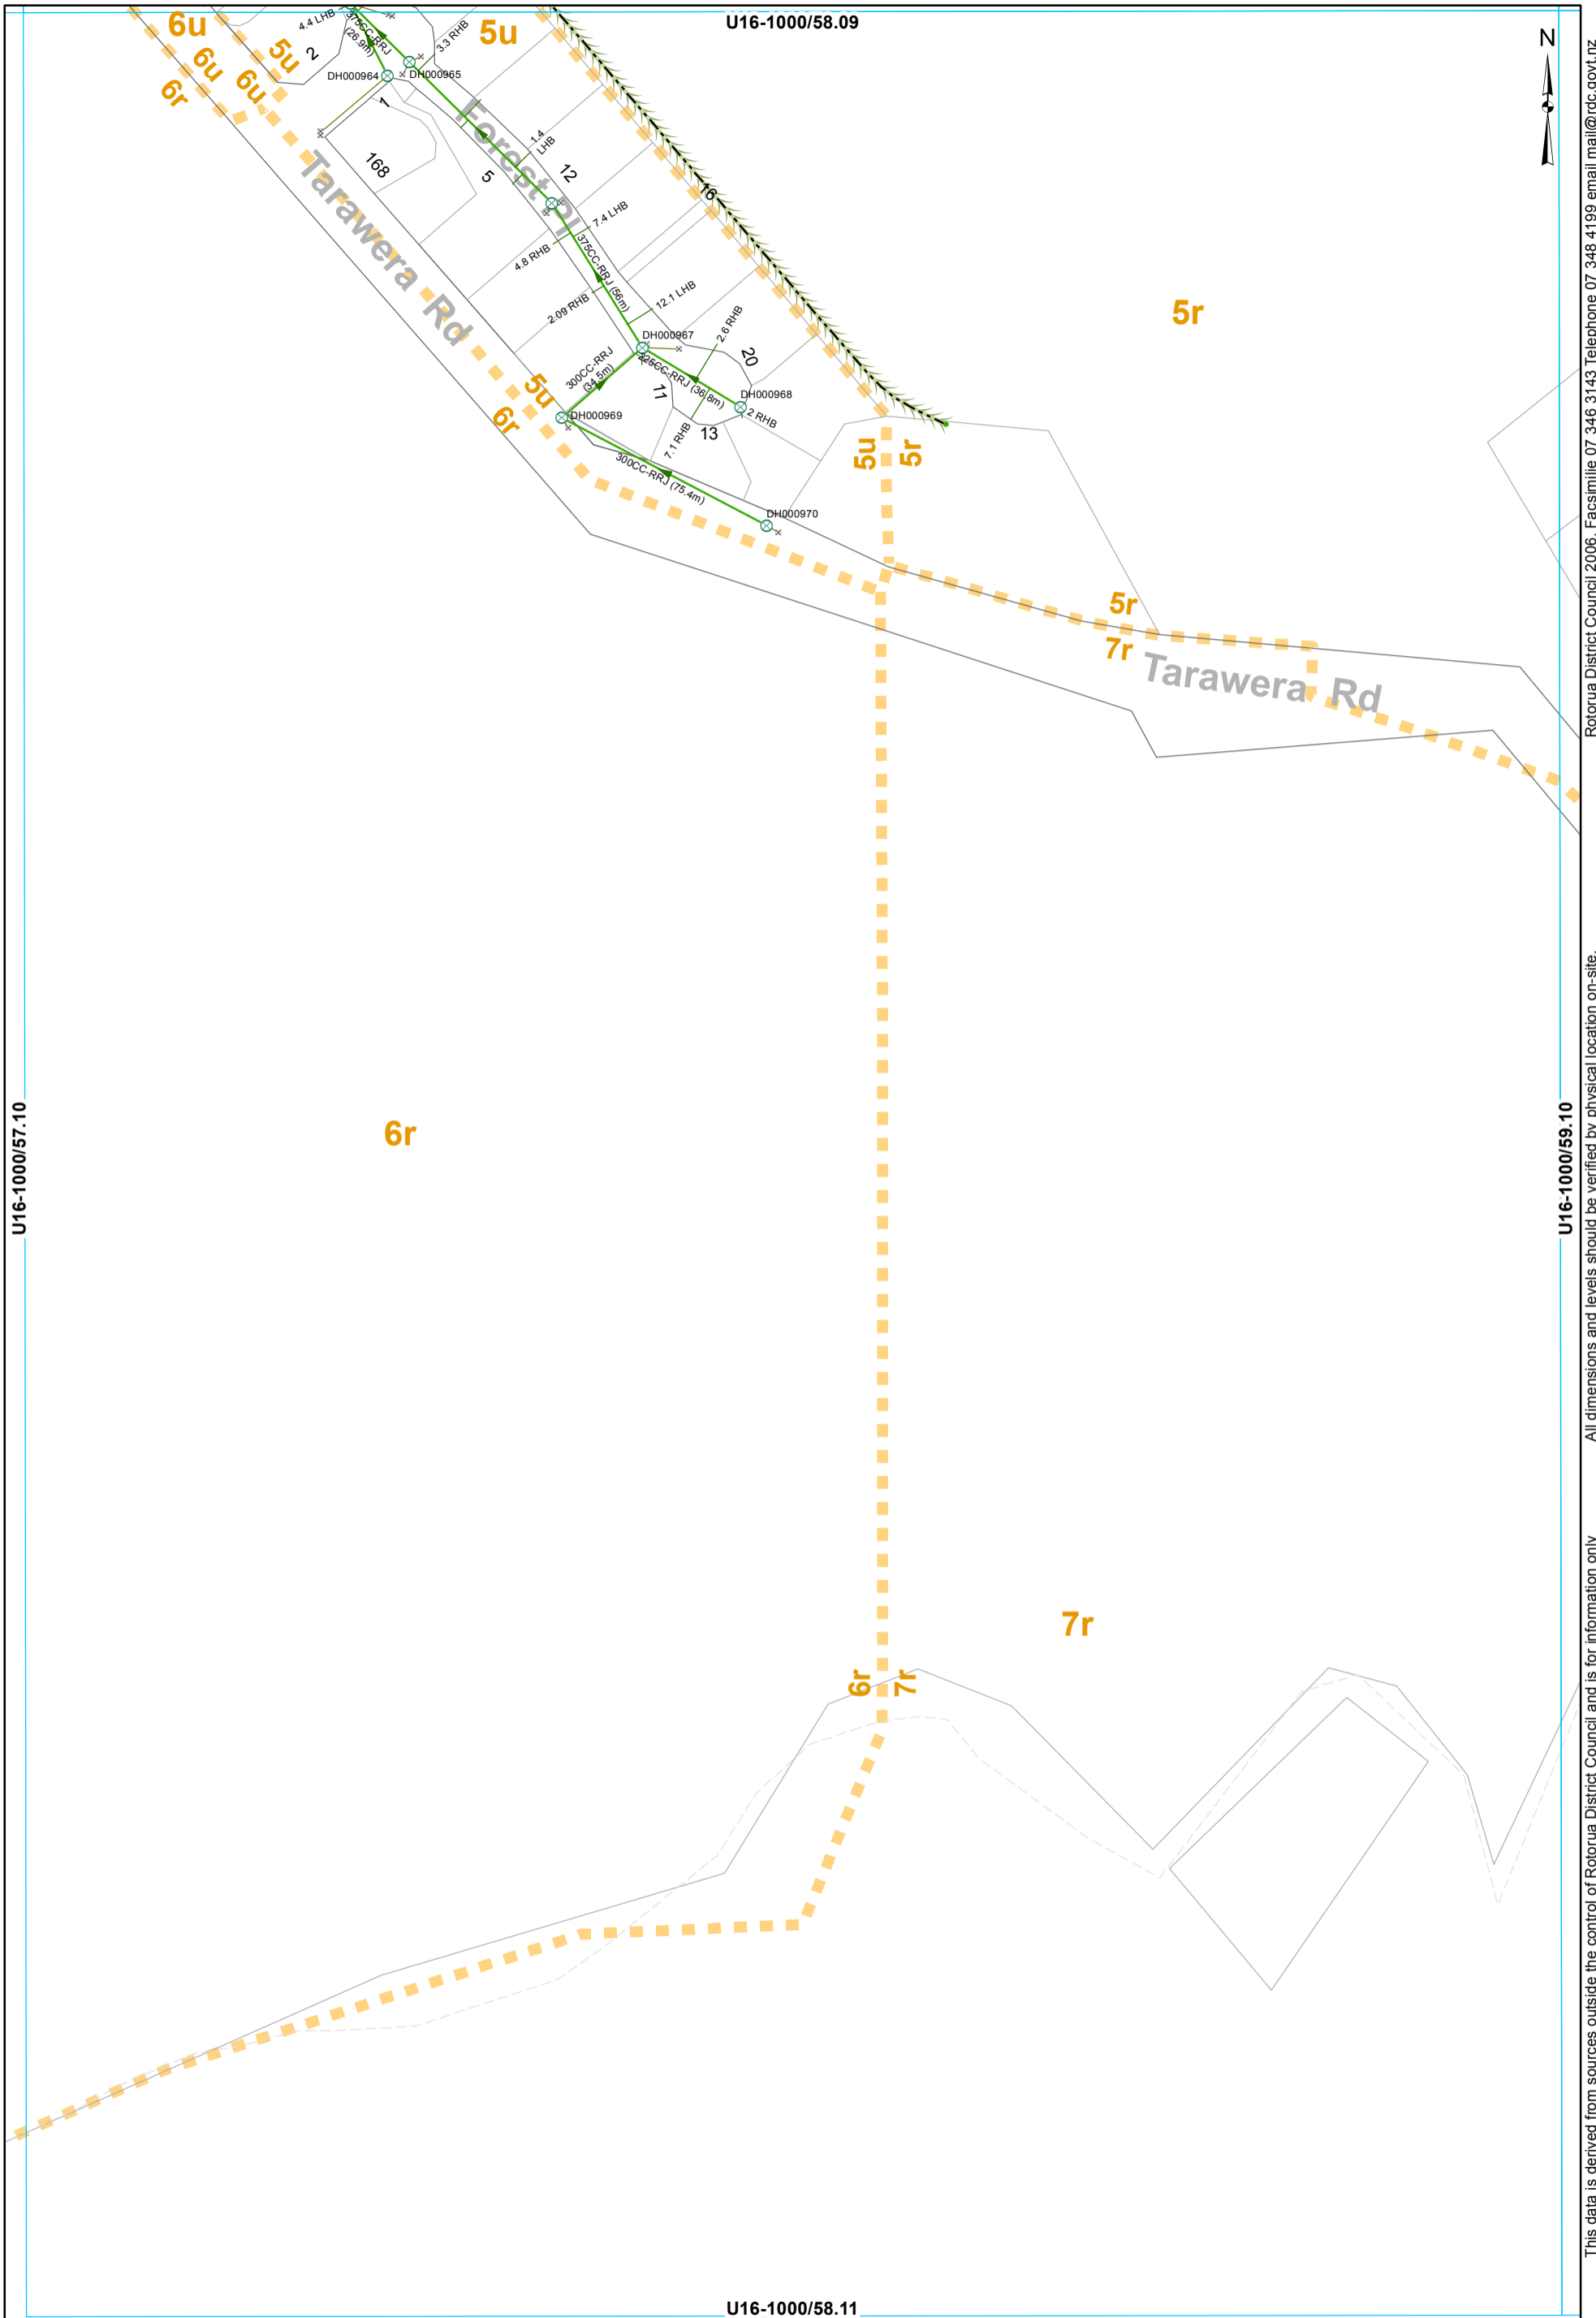 U16-1000/58.09
N
6u
6u
6r
5u
6u
5u
4.4 LHB
375CC-RRJ
(26.9m)
2
3.3 RHB
DH000964
DH000965
1
168
Forest Pl
5
1.4
LHB
12
16
Tarawera Rd
7.4 LHB
4.8 RHB
375CC-RRJ (56m)
2.09 RHB
12.1 LHB
2.6 RHB
DH000967
20
300CC-RRJ
(34.5m)
225CC-RRJ (36.8m)
11
DH000968
2 RHB
5u
6r
DH000969
7.1 RHB
13
300CC-RRJ (75.4m)
DH000970
5r
5u
5r
5r
7r
Tarawera Rd
6r
7r
6r
7r
U16-1000/57.10
U16-1000/59.10
U16-1000/58.11
Rotorua District Council 2006. Facsimilie 07 346 3143 Telephone 07 348 4199 email mail@rdc.govt.nz
All dimensions and levels should be verified by physical location on-site.
This data is derived from sources outside the control of Rotorua District Council and is for information only